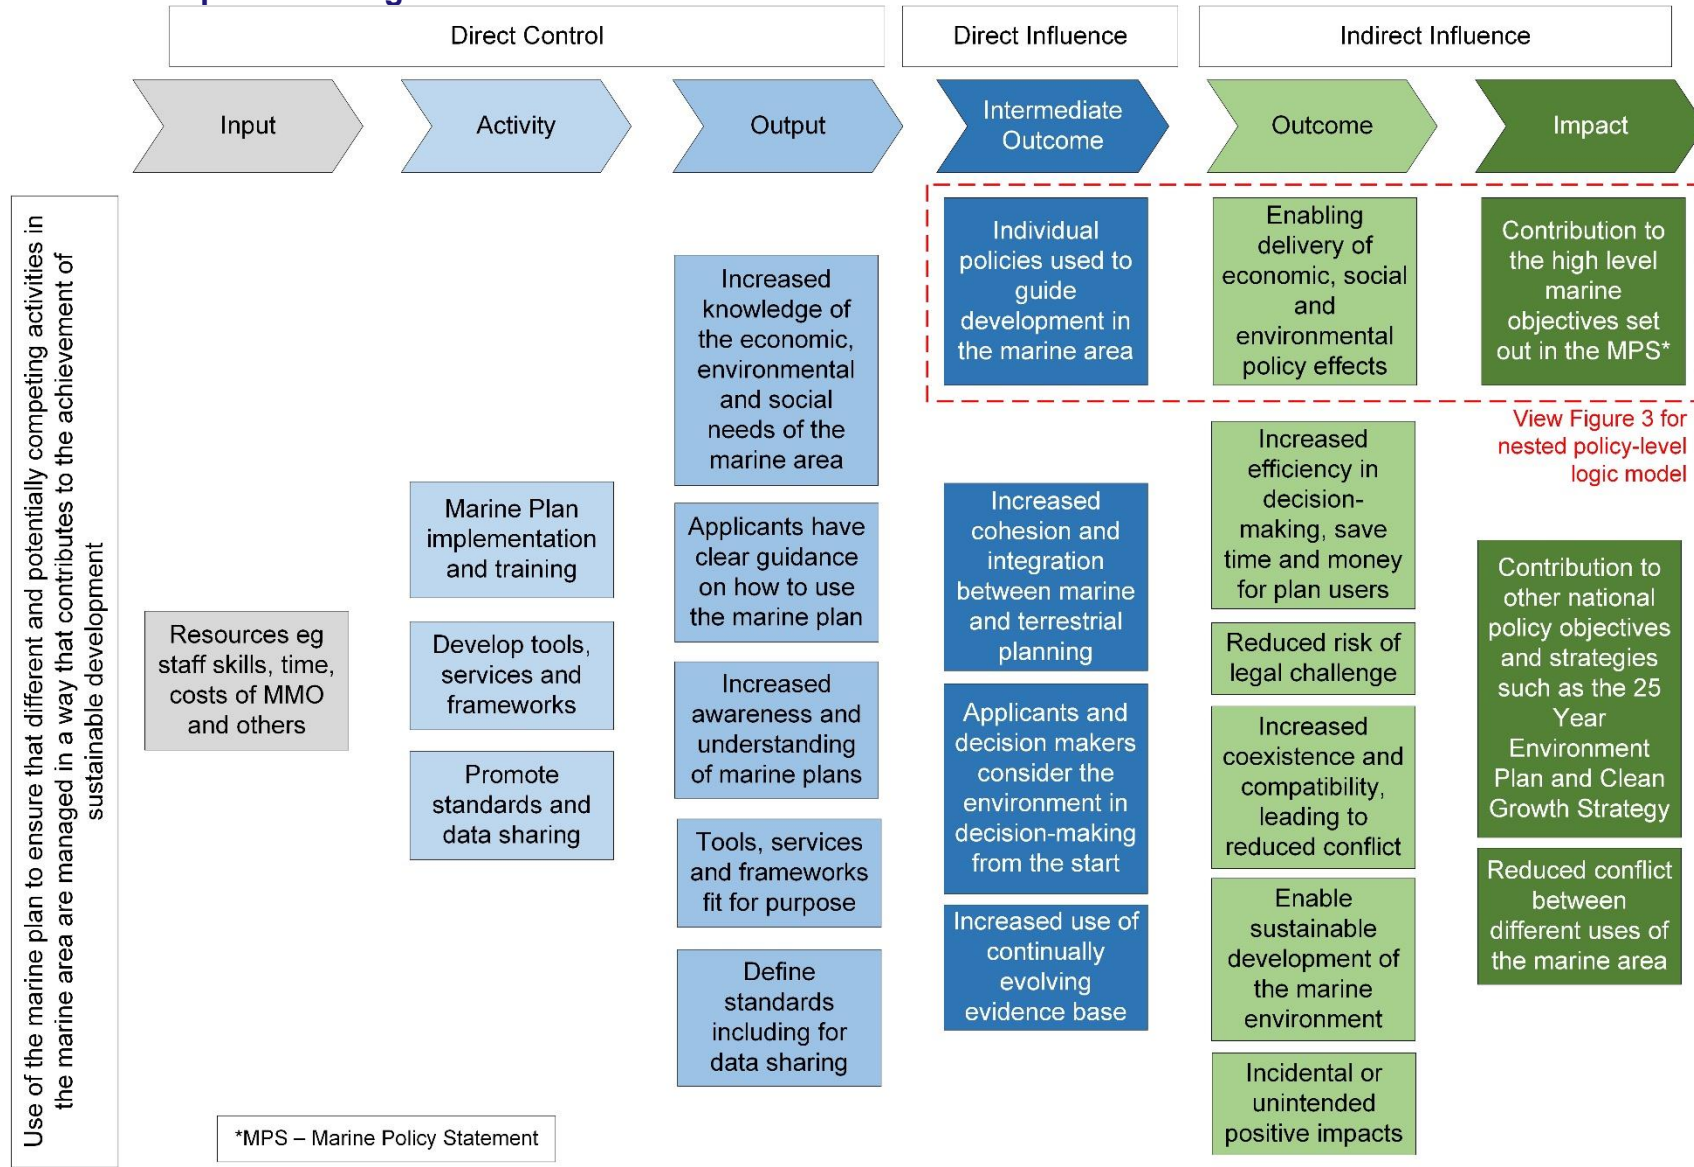 Direct Control
Direct Influence
Indirect Influence
Input
Activity
Output
Intermediate
Outcome
Outcome
Impact
Use of the marine plan to ensure that different and potentially competing activities in
the marine area are managed in a way that contributes to the achievement of
sustainable development
Resources eg
staff skills, time,
costs of MMO
and others
Marine Plan
implementation
and training
Develop tools,
services and
frameworks
Promote
standards and
data sharing
Increased
knowledge of
the economic,
environmental
and social
needs of the
marine area
Applicants have
clear guidance
on how to use
the marine plan
Increased
awareness and
understanding
of marine plans
Tools, services
and frameworks
fit for purpose
Define
standards
including for
data sharing
Individual
policies used to
guide
development in
the marine area
Increased
cohesion and
integration
between marine
and terrestrial
planning
Applicants and
decision makers
consider the
environment in
decision-making
from the start
Increased use of
continually
evolving
evidence base
Enabling
delivery of
economic, social
and
environmental
policy effects
Increased
efficiency in
decision-
making, save
time and money
for plan users
Reduced risk of
legal challenge
Increased
coexistence and
compatibility,
leading to
reduced conflict
Enable
sustainable
development of
the marine
environment
Incidental or
unintended
positive impacts
Contribution to
the high level
marine
objectives set
out in the MPS*
View Figure 3 for
nested policy-level
logic model
Contribution to
other national
policy objectives
and strategies
such as the 25
Year
Environment
Plan and Clean
Growth Strategy
Reduced conflict
between
different uses of
the marine area
*MPS – Marine Policy Statement